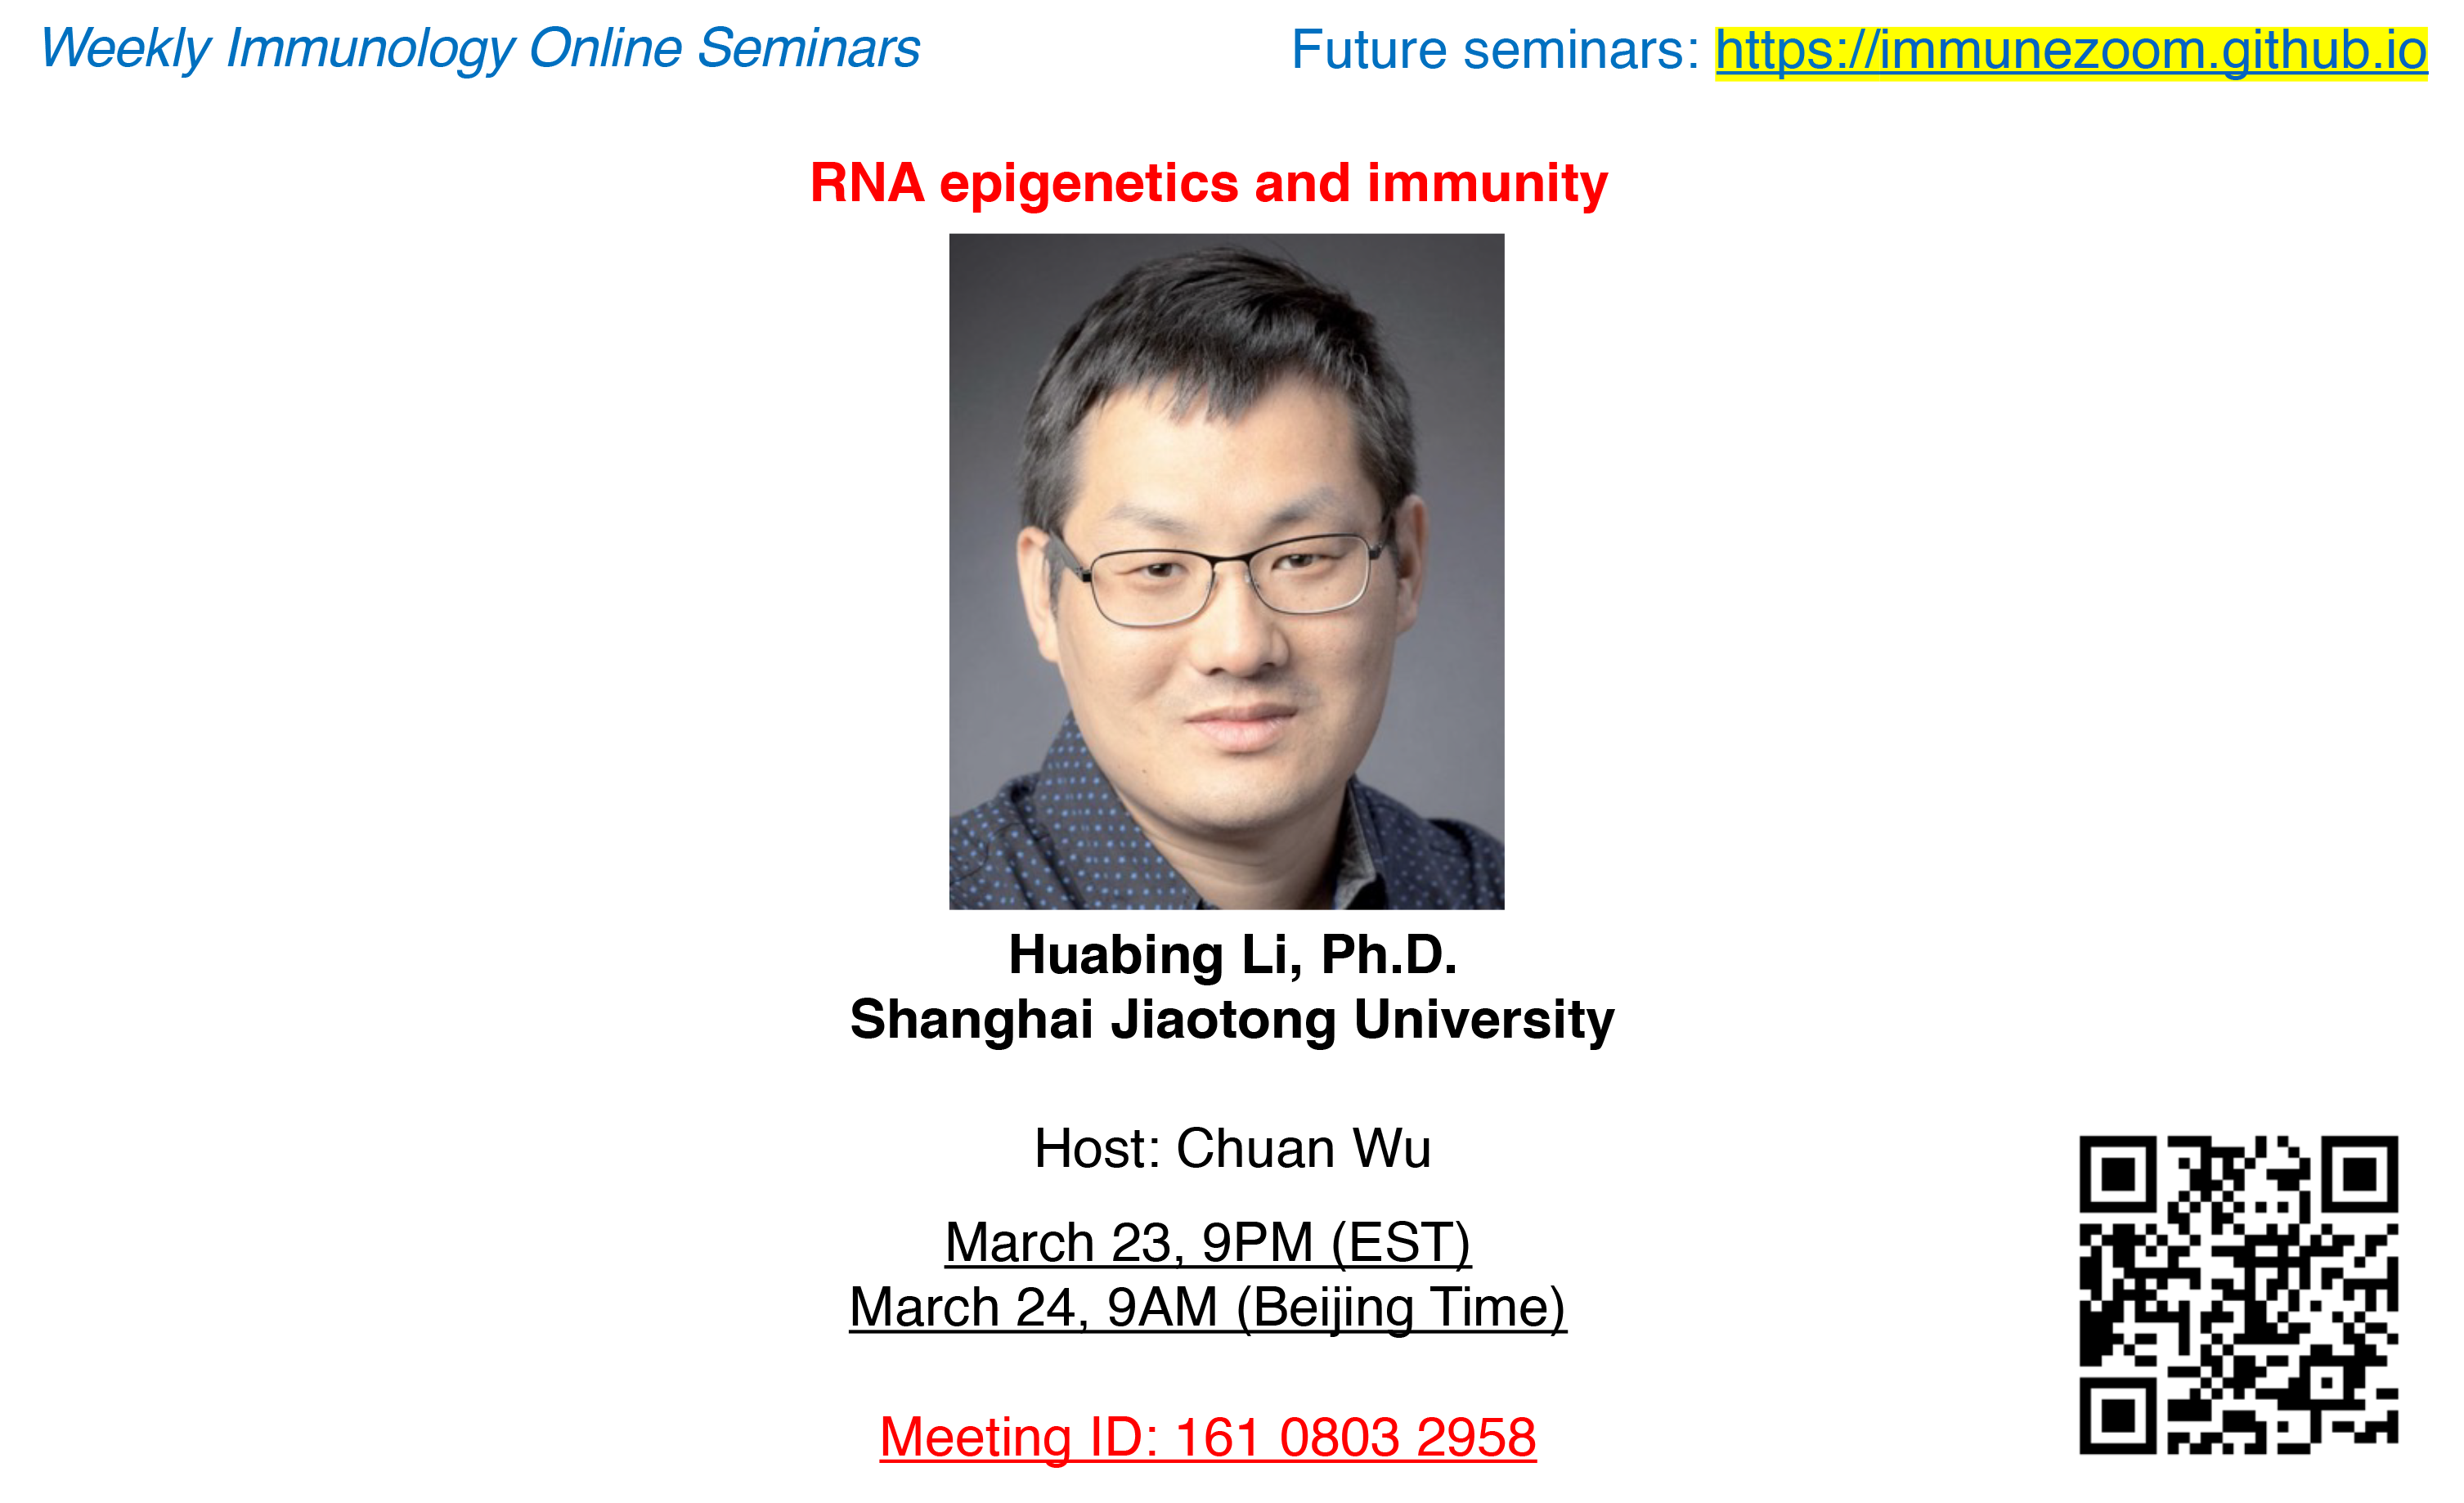 Weekly Immunology Online Seminars
Future seminars: https://immunezoom.github.io
RNA epigenetics and immunity
Huabing Li, Ph.D.
Shanghai Jiaotong University
Host: Chuan Wu
March 23, 9PM (EST)
March 24, 9AM (Beijing Time)
Meeting ID: 161 0803 2958